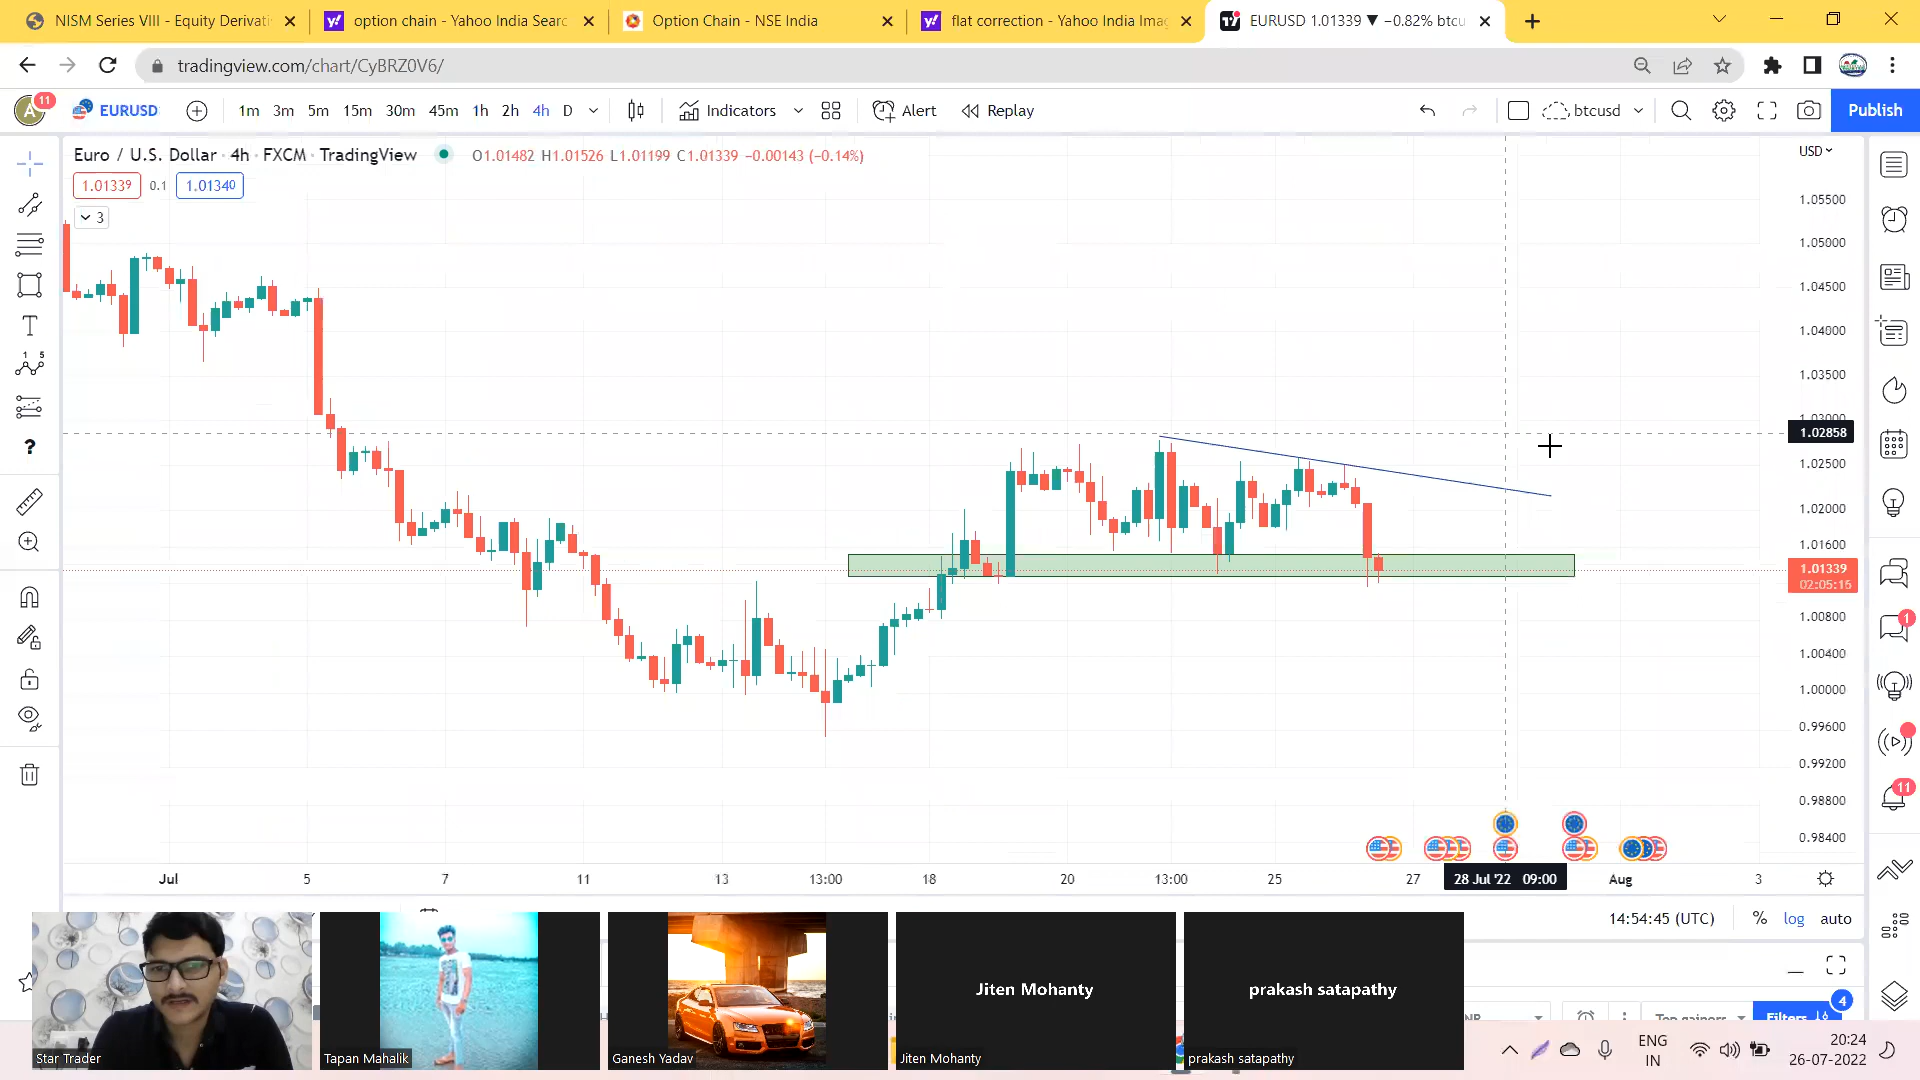 NISM Series VIII - Equity Derivati
option chain - Yahoo India Searc
Option Chain - NSE India
flat correction - Yahoo India Imag
EURUSD 1.01339 ▼ −0.82% btcu
tradingview.com/chart/CyBRZ0V6/
A 11
EURUSD
1m 3m 5m 15m 30m 45m 1h 2h 4h D
Indicators
Alert
Replay
btcusd
Publish
Euro / U.S. Dollar · 4h · FXCM · TradingView
O1.01482 H1.01526 L1.01199 C1.01339 −0.00143 (−0.14%)
USD
1.01339 0.1 1.01340
3
1.05500
1.05000
1.04500
1.04000
1.03500
1.03000
1.02858
1.02500
1.02000
1.01600
1.01339
02:05:15
1.00800
1.00400
1.00000
0.99600
0.99200
0.98800
0.98400
Jul 5 7 11 13 13:00 18 20 13:00 25 27 28 Jul '22 09:00 Aug 3
14:54:45 (UTC) % log auto
1
11
4
Top gainers
Filters
Star Trader
Tapan Mahalik
Ganesh Yadav
Jiten Mohanty
Jiten Mohanty
prakash satapathy
prakash satapathy
ENG
IN
20:24
26-07-2022